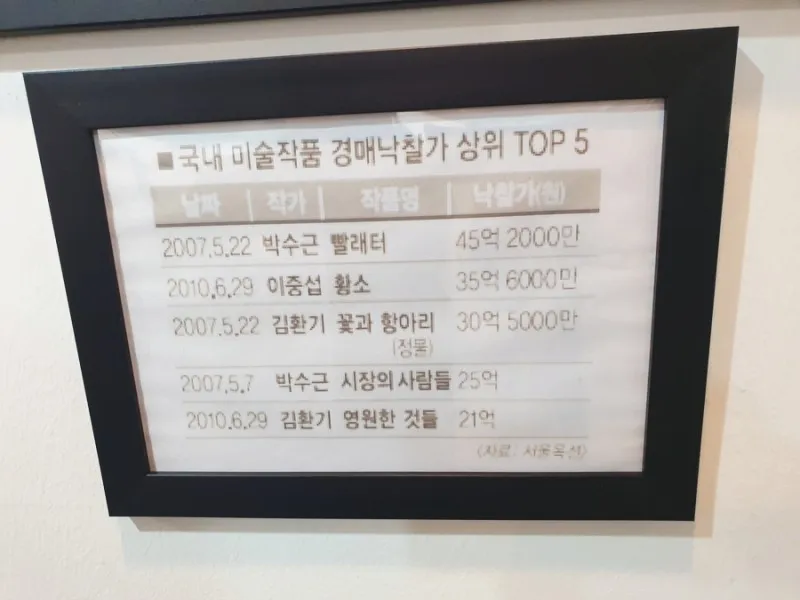 ■국내 미술작품 경매낙찰가 상위 TOP 5
날짜 | 작가 | 작품명 | 낙찰가(원)
2007.5.22 박수근 빨래터 45억 2000만
2010.6.29 이중섭 황소 35억 6000만
2007.5.22 김환기 꽃과 항아리 30억 5000만
(정물)
2007.5.7 박수근 시장의 사람들 25억
2010.6.29 김환기 영원한 것들 21억
〈자료: 서울옥션〉